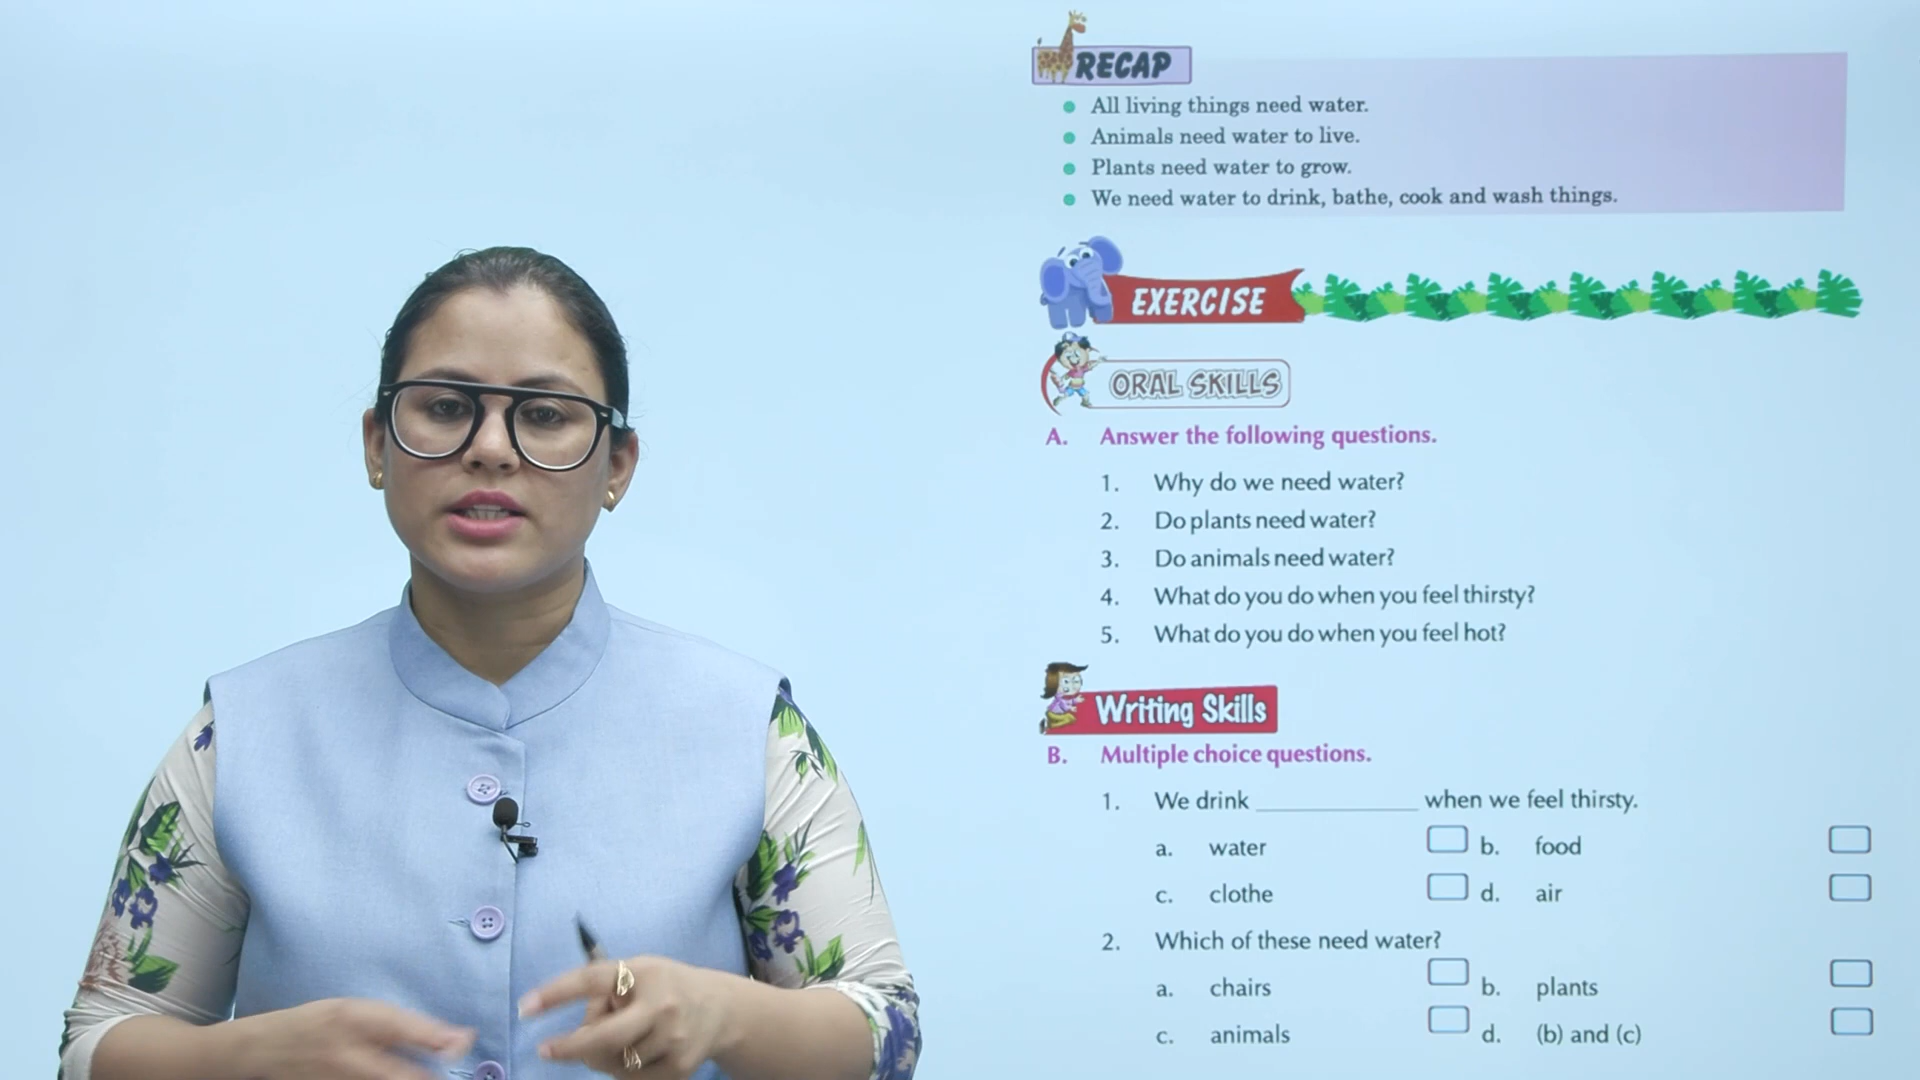 RECAP
All living things need water.
Animals need water to live.
Plants need water to grow.
We need water to drink, bathe, cook and wash things.
EXERCISE
ORAL SKILLS
A. Answer the following questions.
1. Why do we need water?
2. Do plants need water?
3. Do animals need water?
4. What do you do when you feel thirsty?
5. What do you do when you feel hot?
Writing Skills
B. Multiple choice questions.
1. We drink ____________ when we feel thirsty.
a. water b. food
c. clothe d. air
2. Which of these need water?
a. chairs b. plants
c. animals d. (b) and (c)